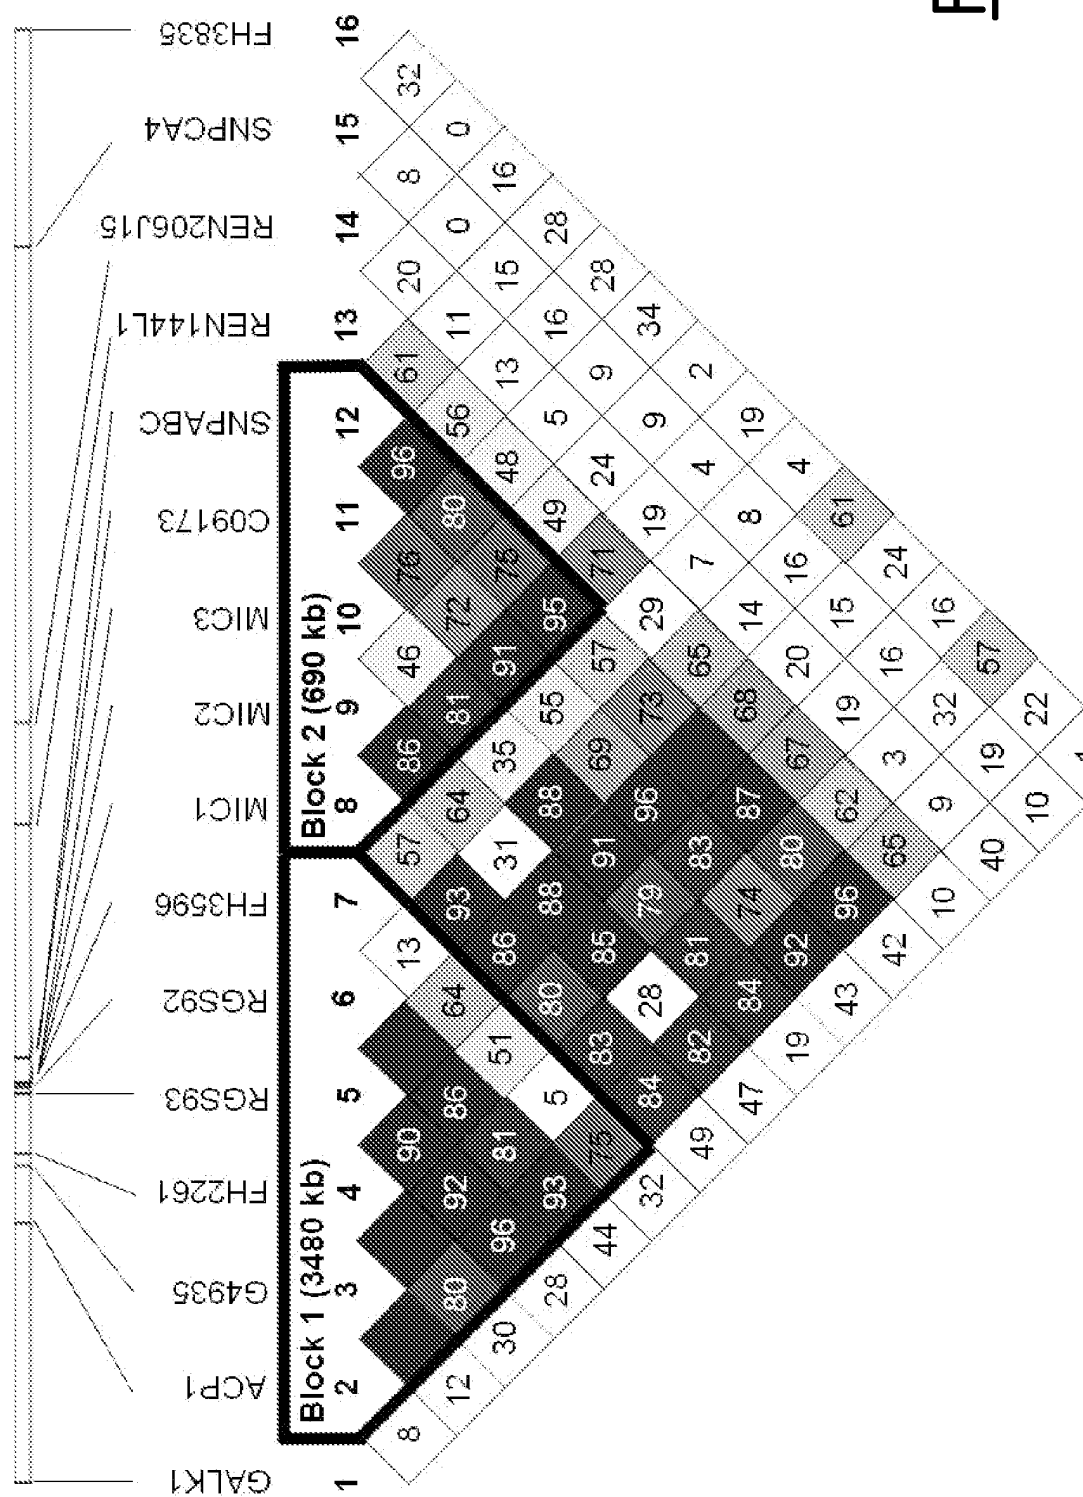 GALK1 ACP1 G4935 FH2261 RGS93 RGS92 FH3596 MIC1 MIC2 MIC3 C09173 SNPABC REN144L1 REN206J15 SNPCA4 FH3835
Block 1 (3480 kb) Block 2 (690 kb)
1 2 3 4 5 6 7 8 9 10 11 12 13 14 15 16
8 90 13 57 86 46 76 96 61 20 8 32
12 80 92 86 64 93 64 81 72 80 56 11 0 0
30 96 81 51 86 31 35 91 75 48 13 15 16
28 93 5 80 88 88 55 95 49 5 16 28
44 75 83 85 91 69 57 71 24 9 28
32 84 28 79 96 73 29 19 9 34
49 82 81 83 65 7 4 2
47 84 74 87 68 14 8 19
19 92 80 67 20 16 4
43 96 62 19 15 61
42 65 3 16 24
10 9 32 16
40 19 57
10 22